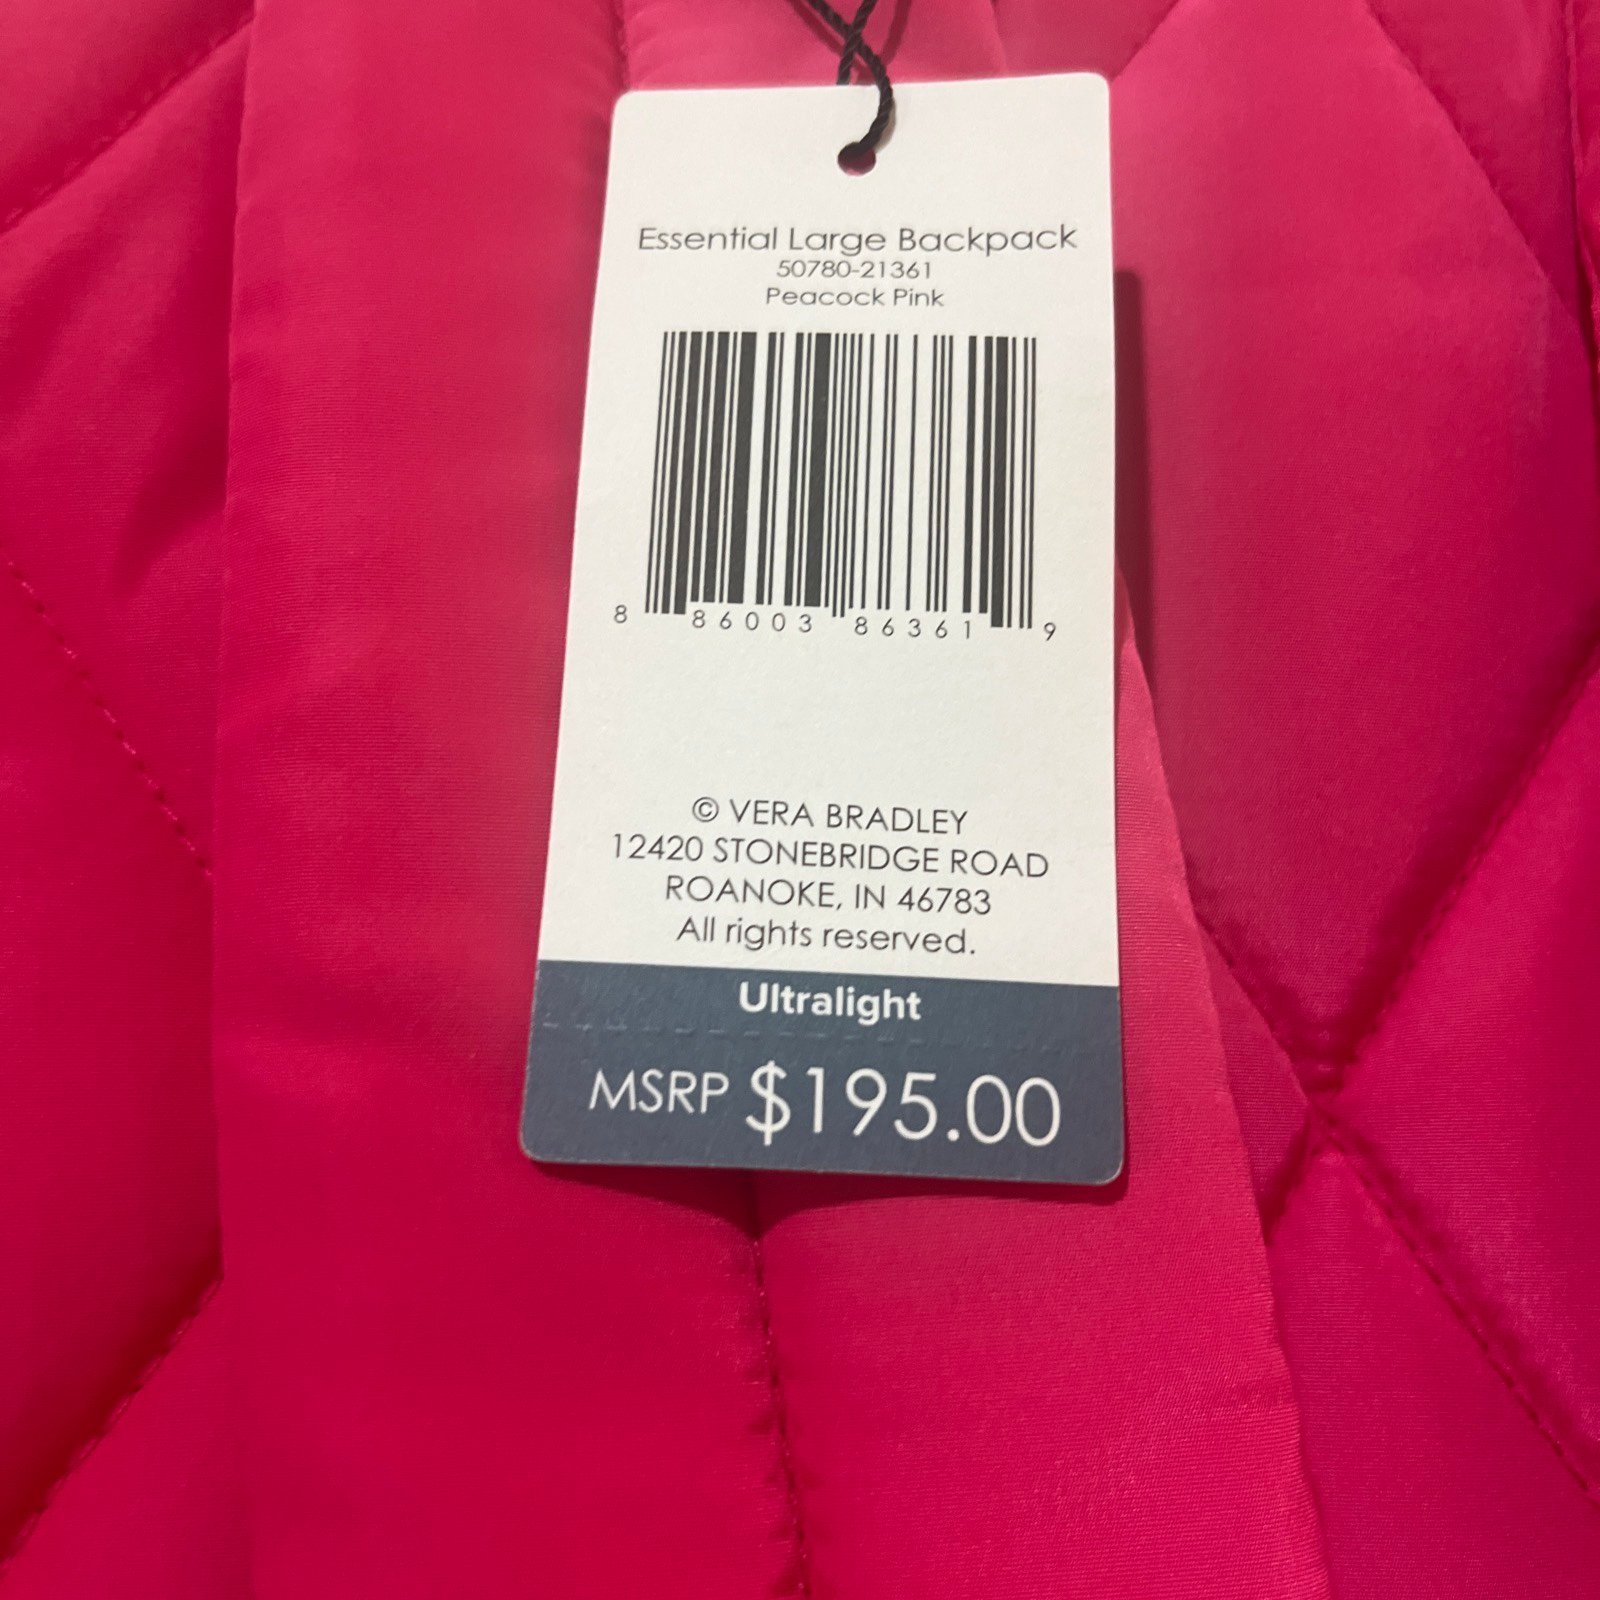 Essential Large Backpack
50780-21361
Peacock Pink
8 86003 86361 9
© VERA BRADLEY
12420 STONEBRIDGE ROAD
ROANOKE, IN 46783
All rights reserved.
Ultralight
MSRP $195.00